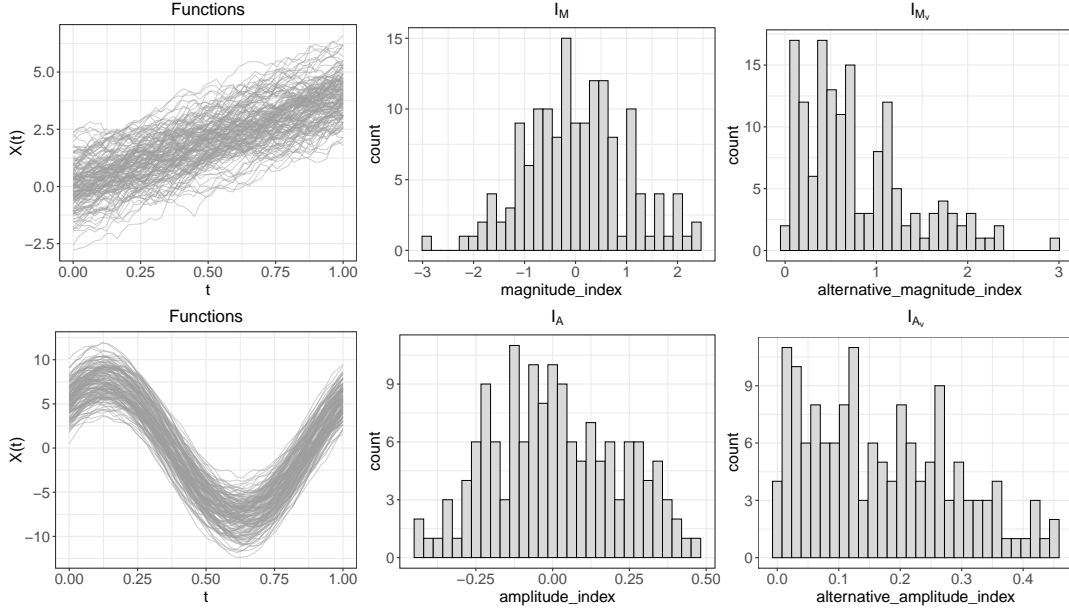 Functions
X(t)
5.0
2.5
0.0
−2.5
0.00 0.25 0.50 0.75 1.00
t
I_M
count
15
10
5
0
−3 −2 −1 0 1 2
magnitude_index
I_Mv
count
15
10
5
0
0 1 2 3
alternative_magnitude_index
Functions
X(t)
10
5
0
−5
−10
0.00 0.25 0.50 0.75 1.00
t
I_A
count
9
6
3
0
−0.25 0.00 0.25 0.50
amplitude_index
I_Av
count
9
6
3
0
0.0 0.1 0.2 0.3 0.4
alternative_amplitude_index